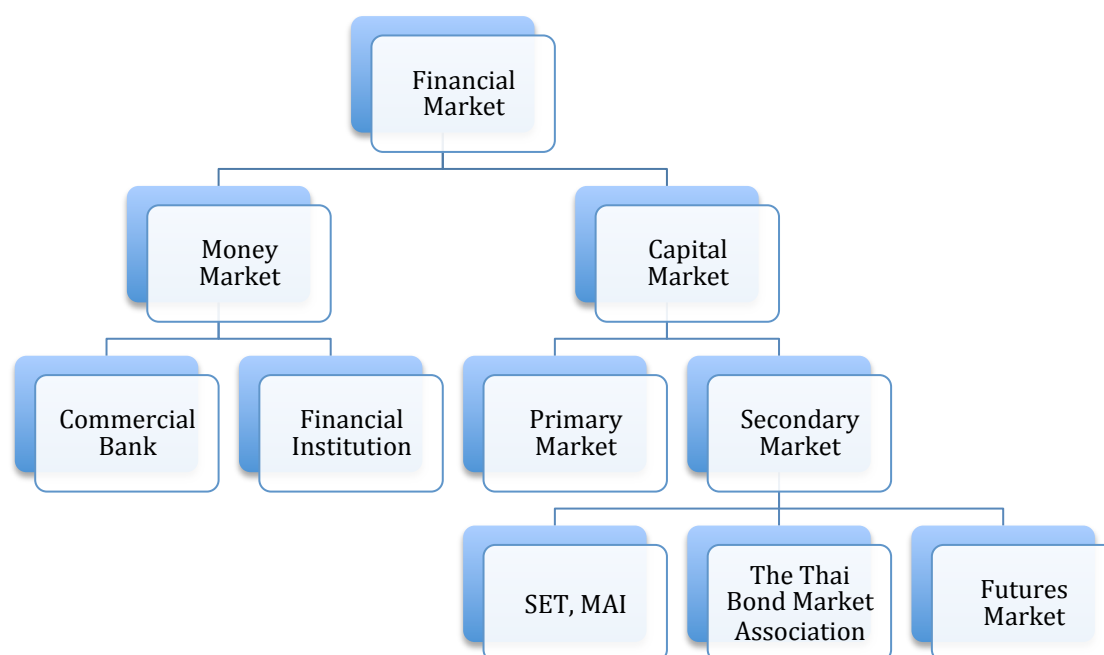 Financial
Market
Money
Market
Capital
Market
Commercial
Bank
Financial
Institution
Primary
Market
Secondary
Market
SET, MAI
The Thai
Bond Market
Association
Futures
Market